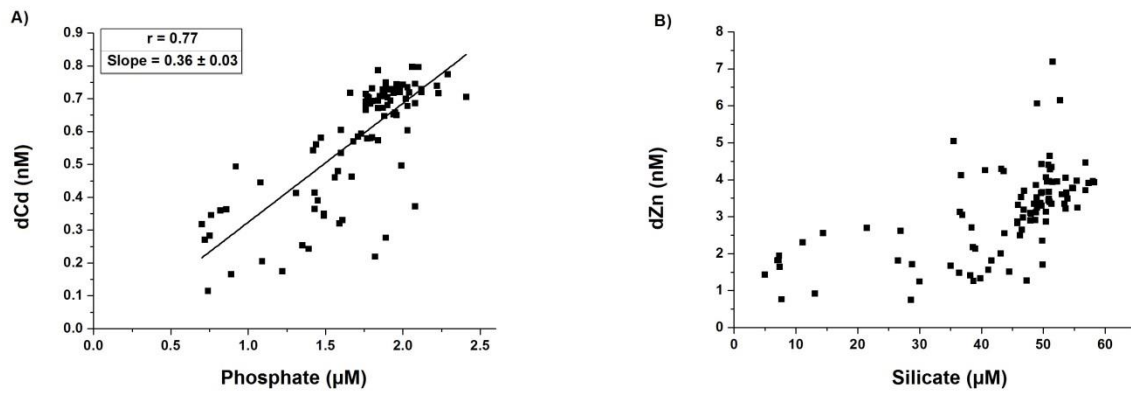 A)
r = 0.77
Slope = 0.36 ± 0.03
0.9
0.8
0.7
0.6
0.5
0.4
0.3
0.2
0.1
0.0
dCd (nM)
0.0 0.5 1.0 1.5 2.0 2.5
Phosphate (µM)
B)
8
7
6
5
4
3
2
1
0
dZn (nM)
0 10 20 30 40 50 60
Silicate (µM)